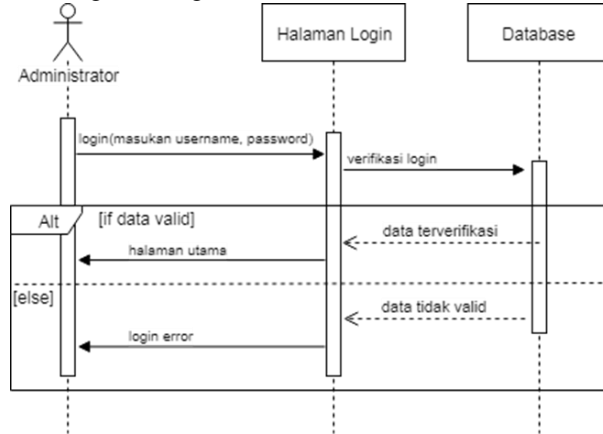 Halaman Login
Database
Administrator
login(masukan username, password)
verifikasi login
Alt
[if data valid]
data terverifikasi
halaman utama
[else]
data tidak valid
login error